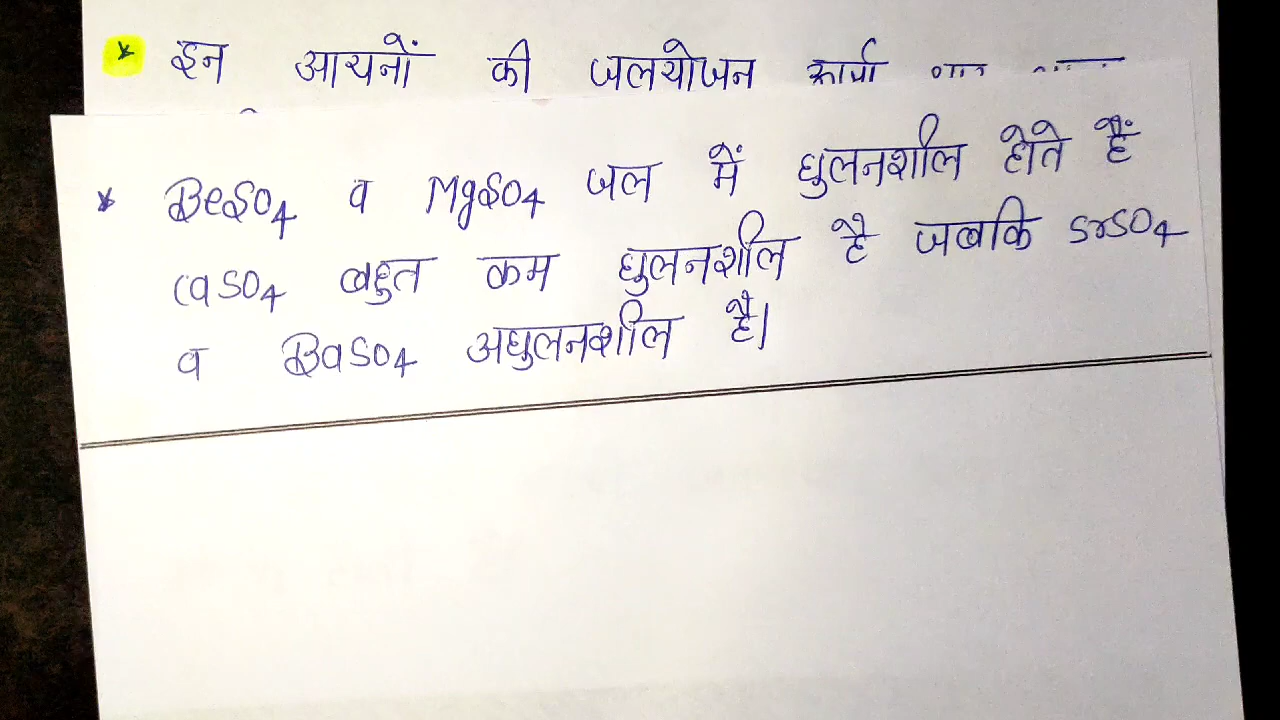 * इन आयनों की जलयोजन ऊर्जा
* BeSO4 व MgSO4 जल में घुलनशील होते हैं
CaSO4 बहुत कम घुलनशील है जबकि SrSO4
व BaSO4 अघुलनशील है।